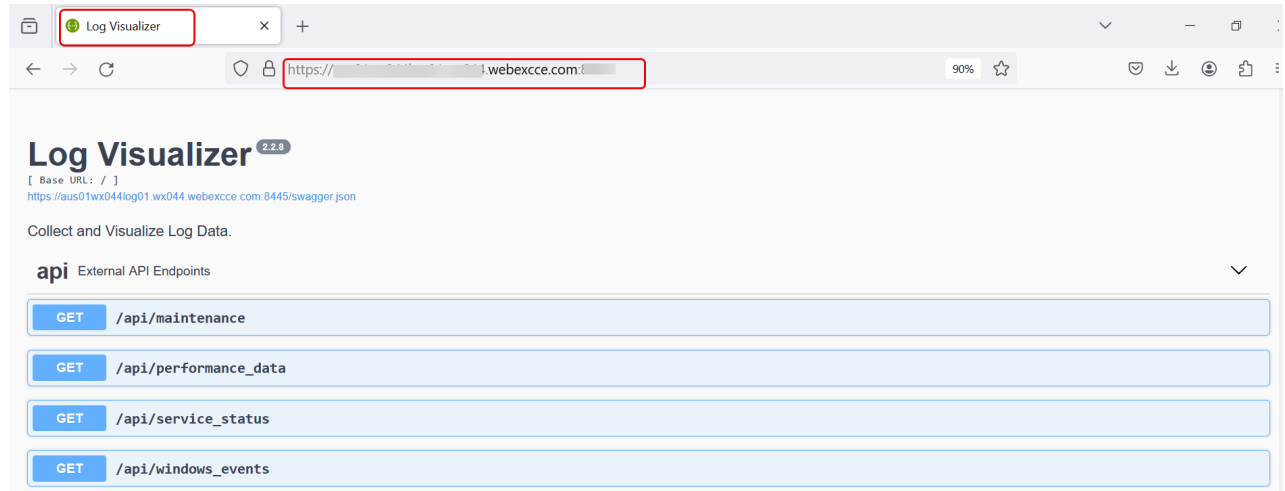 Log Visualizer
https:// .webexcce.com:
90%
Log Visualizer 2.2.8
[ Base URL: / ]
https://aus01wx044log01.wx044.webexcce.com:8445/swagger.json
Collect and Visualize Log Data.
api External API Endpoints
GET /api/maintenance
GET /api/performance_data
GET /api/service_status
GET /api/windows_events